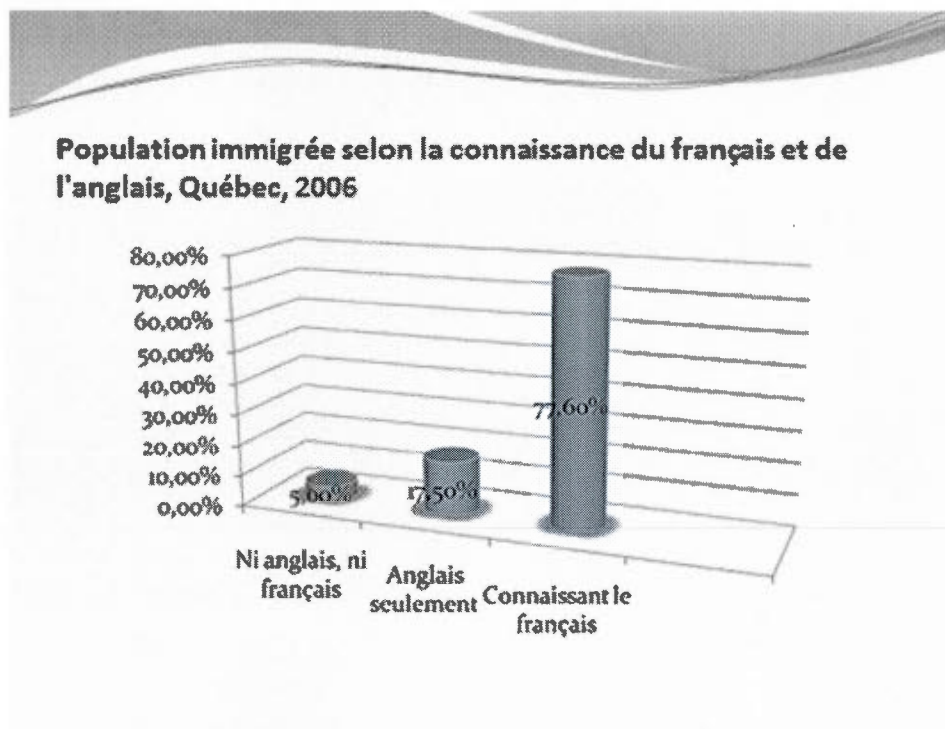 Population immigrée selon la connaissance du français et de
l'anglais, Québec, 2006
80,00%
70,00%
60,00%
50,00%
40,00%
30,00%
20,00%
10,00%
0,00%
5,00%
17,50%
77,60%
Ni anglais, ni
français
Anglais
seulement
Connaissant le
français